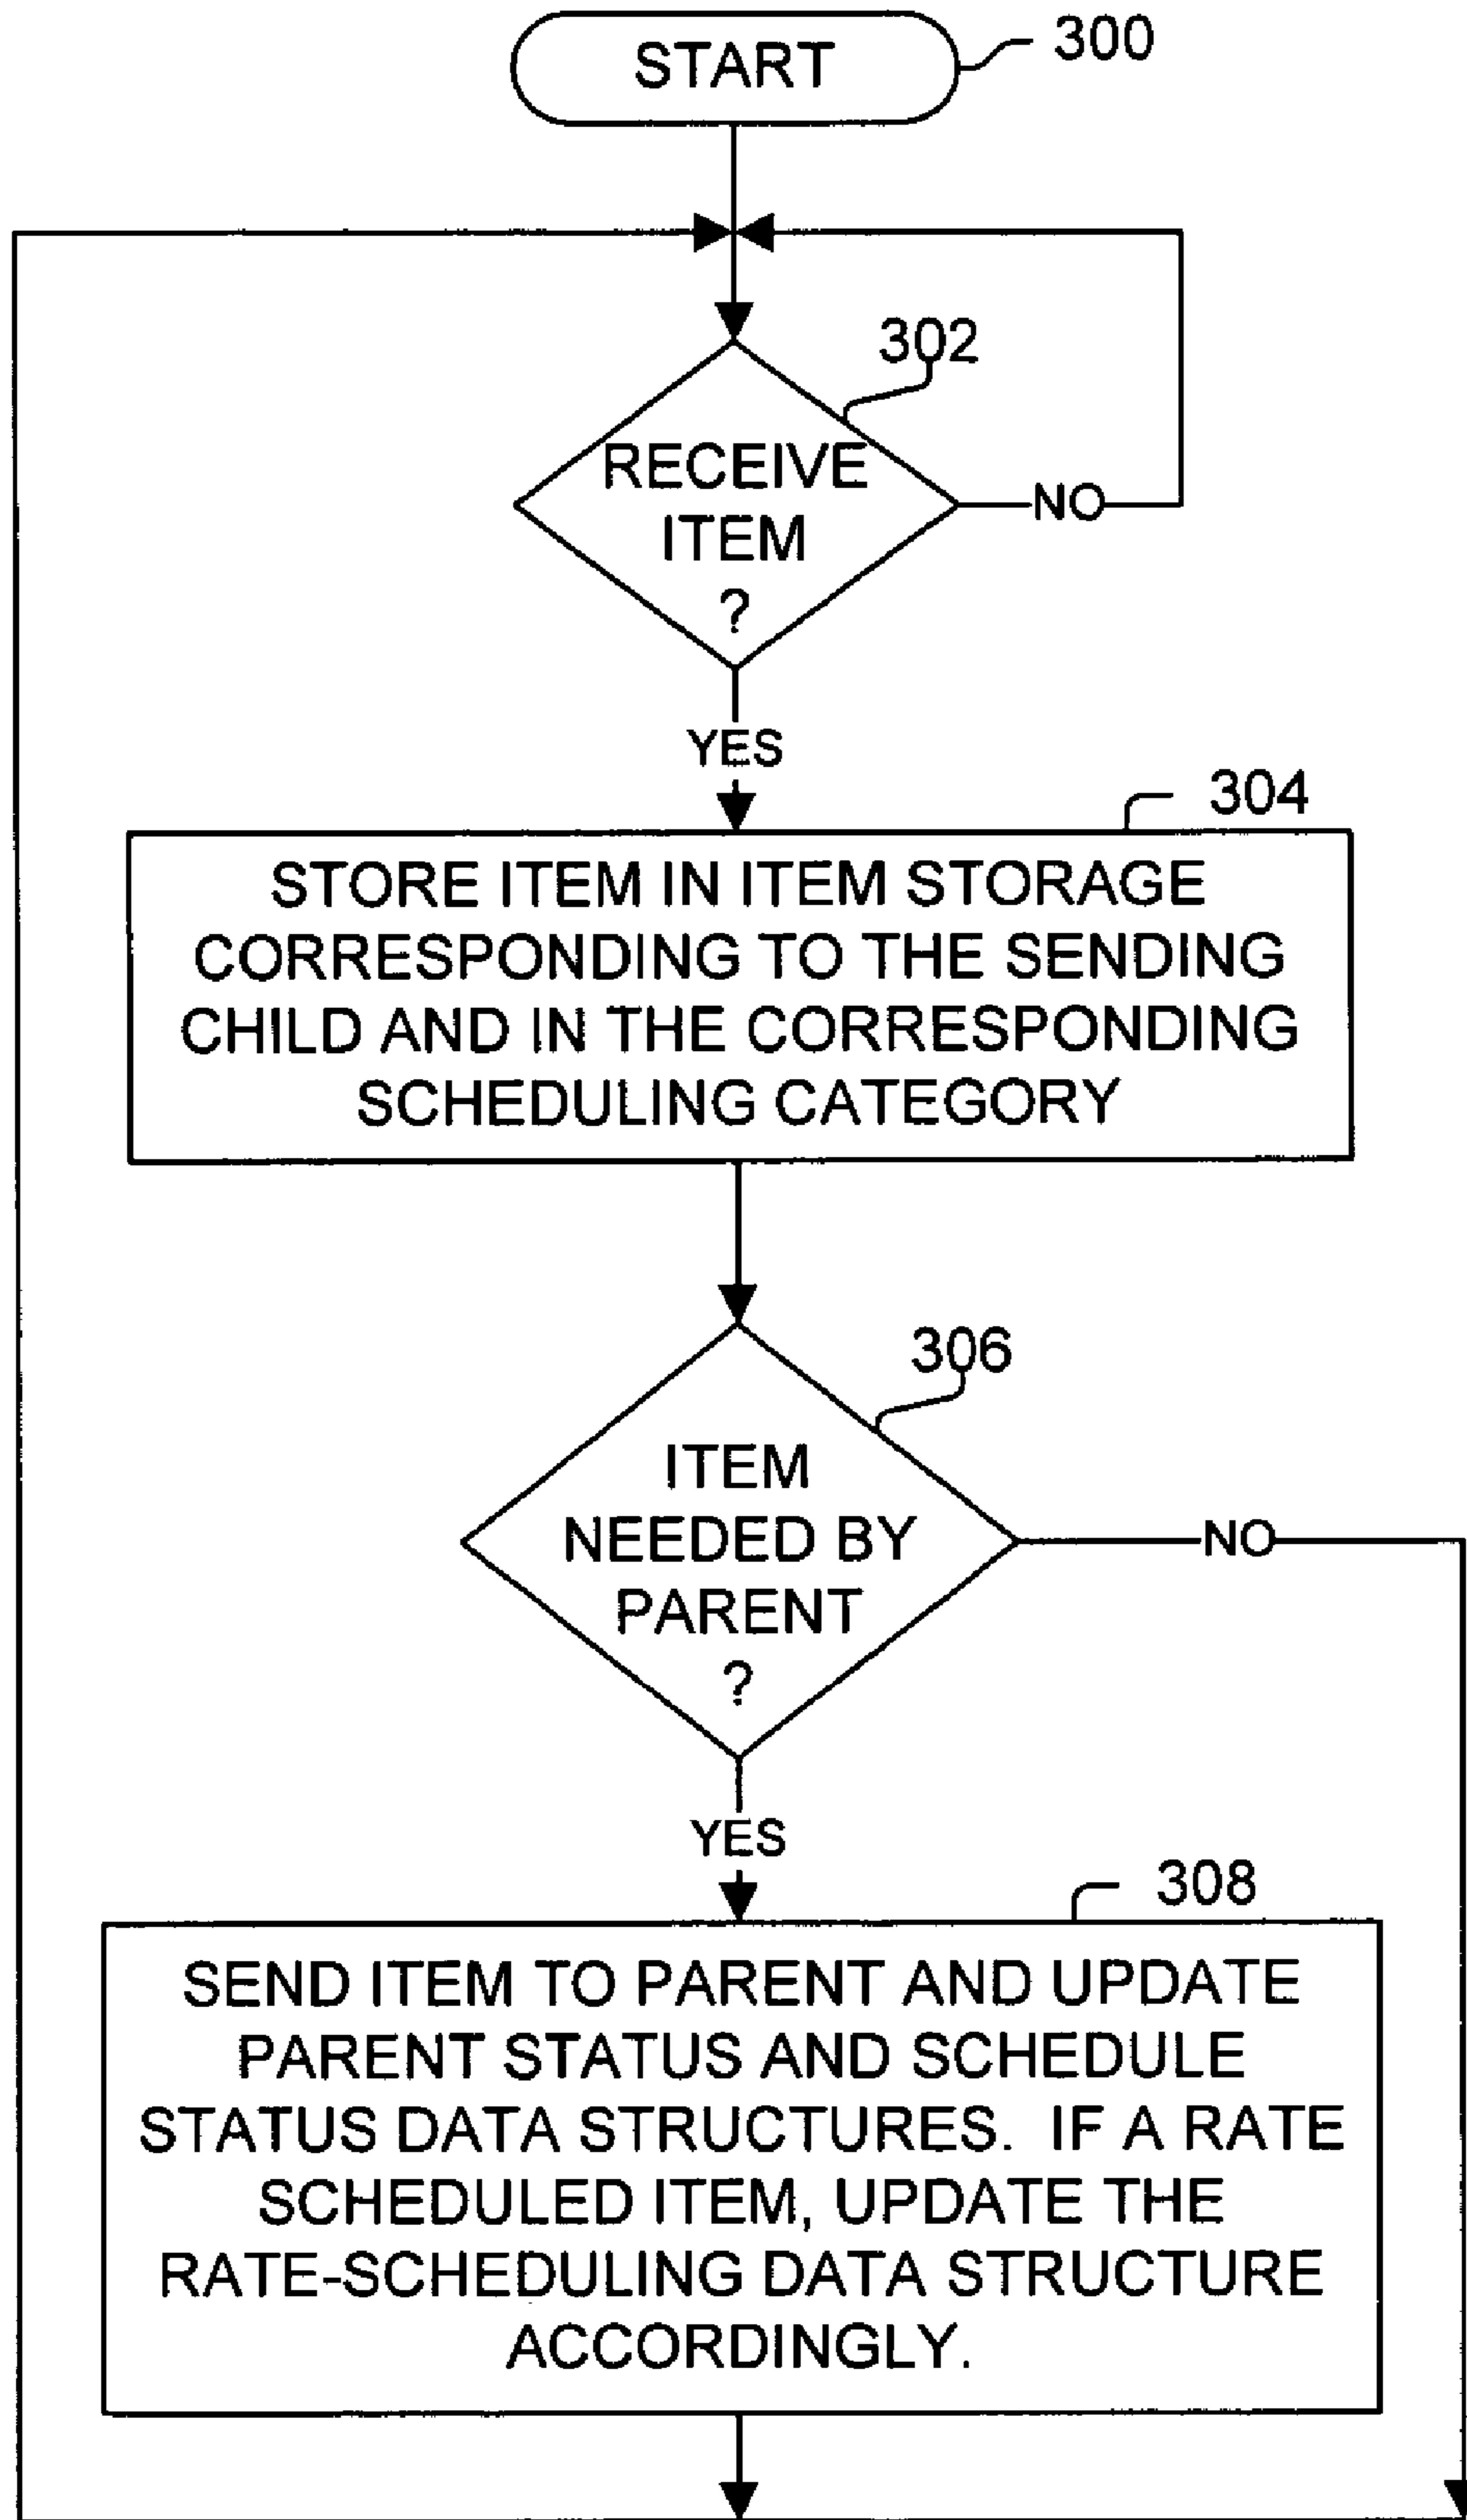 START
300
302
RECEIVE
ITEM
?
NO
YES
304
STORE ITEM IN ITEM STORAGE
CORRESPONDING TO THE SENDING
CHILD AND IN THE CORRESPONDING
SCHEDULING CATEGORY
306
ITEM
NEEDED BY
PARENT
?
NO
YES
308
SEND ITEM TO PARENT AND UPDATE
PARENT STATUS AND SCHEDULE
STATUS DATA STRUCTURES. IF A RATE
SCHEDULED ITEM, UPDATE THE
RATE-SCHEDULING DATA STRUCTURE
ACCORDINGLY.